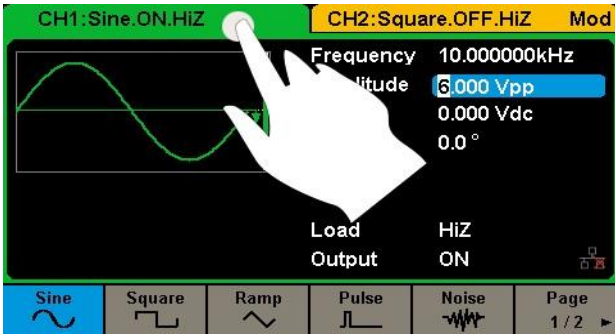 CH1:Sine.ON.HiZ CH2:Square.OFF.HiZ Mod
Frequency 10.000000kHz
6.000 Vpp
0.000 Vdc
0.0 °
Load HiZ
Output ON
Sine Square Ramp Pulse Noise Page
1/2